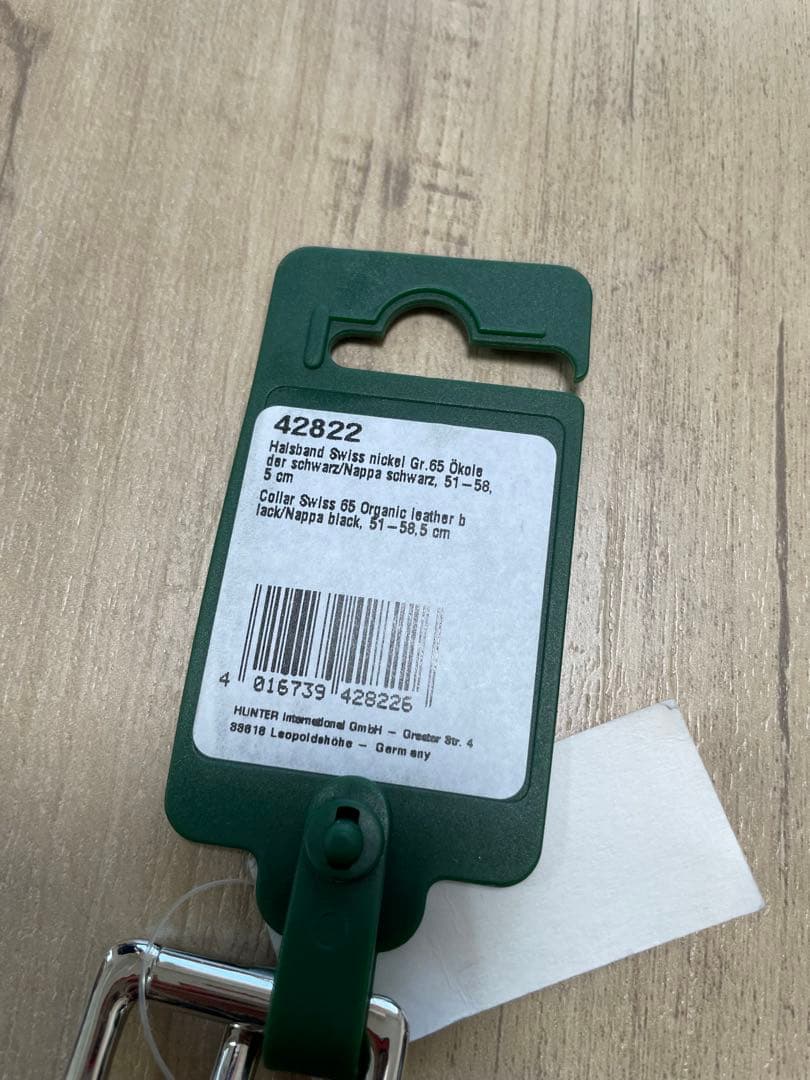 42822
Halsband Swiss nickel Gr.65 Ökole
der schwarz/Nappa schwarz, 51-58,
5 cm
Collar Swiss 65 Organic leather b
lack/Nappa black, 51-58,5 cm
4 016739 428226
HUNTER International GmbH - Grester Str. 4
33818 Leopoldshöhe - Germany